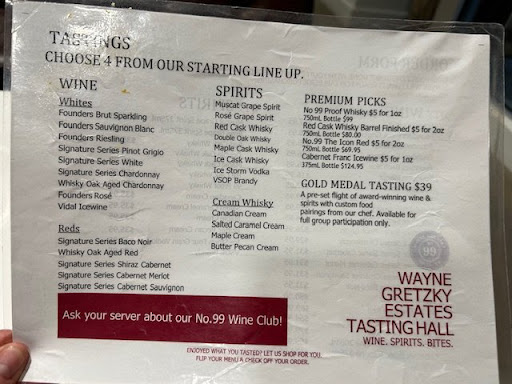 TASTINGS
CHOOSE 4 FROM OUR STARTING LINE UP.
WINE
Whites
Founders Brut Sparkling
Founders Sauvignon Blanc
Founders Riesling
Signature Series Pinot Grigio
Signature Series White
Signature Series Chardonnay
Whisky Oak Aged Chardonnay
Founders Rosé
Vidal Icewine
Reds
Signature Series Baco Noir
Whisky Oak Aged Red
Signature Series Shiraz Cabernet
Signature Series Cabernet Merlot
Signature Series Cabernet Sauvignon
SPIRITS
Muscat Grape Spirit
Rosé Grape Spirit
Red Cask Whisky
Double Oak Whisky
Maple Cask Whisky
Ice Cask Whisky
Ice Storm Vodka
VSOP Brandy
Cream Whisky
Canadian Cream
Salted Caramel Cream
Maple Cream
Butter Pecan Cream
PREMIUM PICKS
No 99 Proof Whisky $5 for 1oz
750mL Bottle $99
Red Cask Whisky Barrel Finished $5 for 2oz
750mL Bottle $80.00
No.99 The Icon Red $5 for 2oz
750mL Bottle $69.95
Cabernet Franc Icewine $5 for 1oz
375mL Bottle $124.95
GOLD MEDAL TASTING $39
A pre-set flight of award-winning wine &
spirits with custom food
pairings from our chef. Available for
full group participation only.
Ask your server about our No.99 Wine Club!
WAYNE
GRETZKY
ESTATES
TASTING HALL
WINE. SPIRITS. BITES.
ENJOYED WHAT YOU TASTED? LET US SHOP FOR YOU.
FLIP YOUR MENU & CHECK OFF YOUR ORDER.